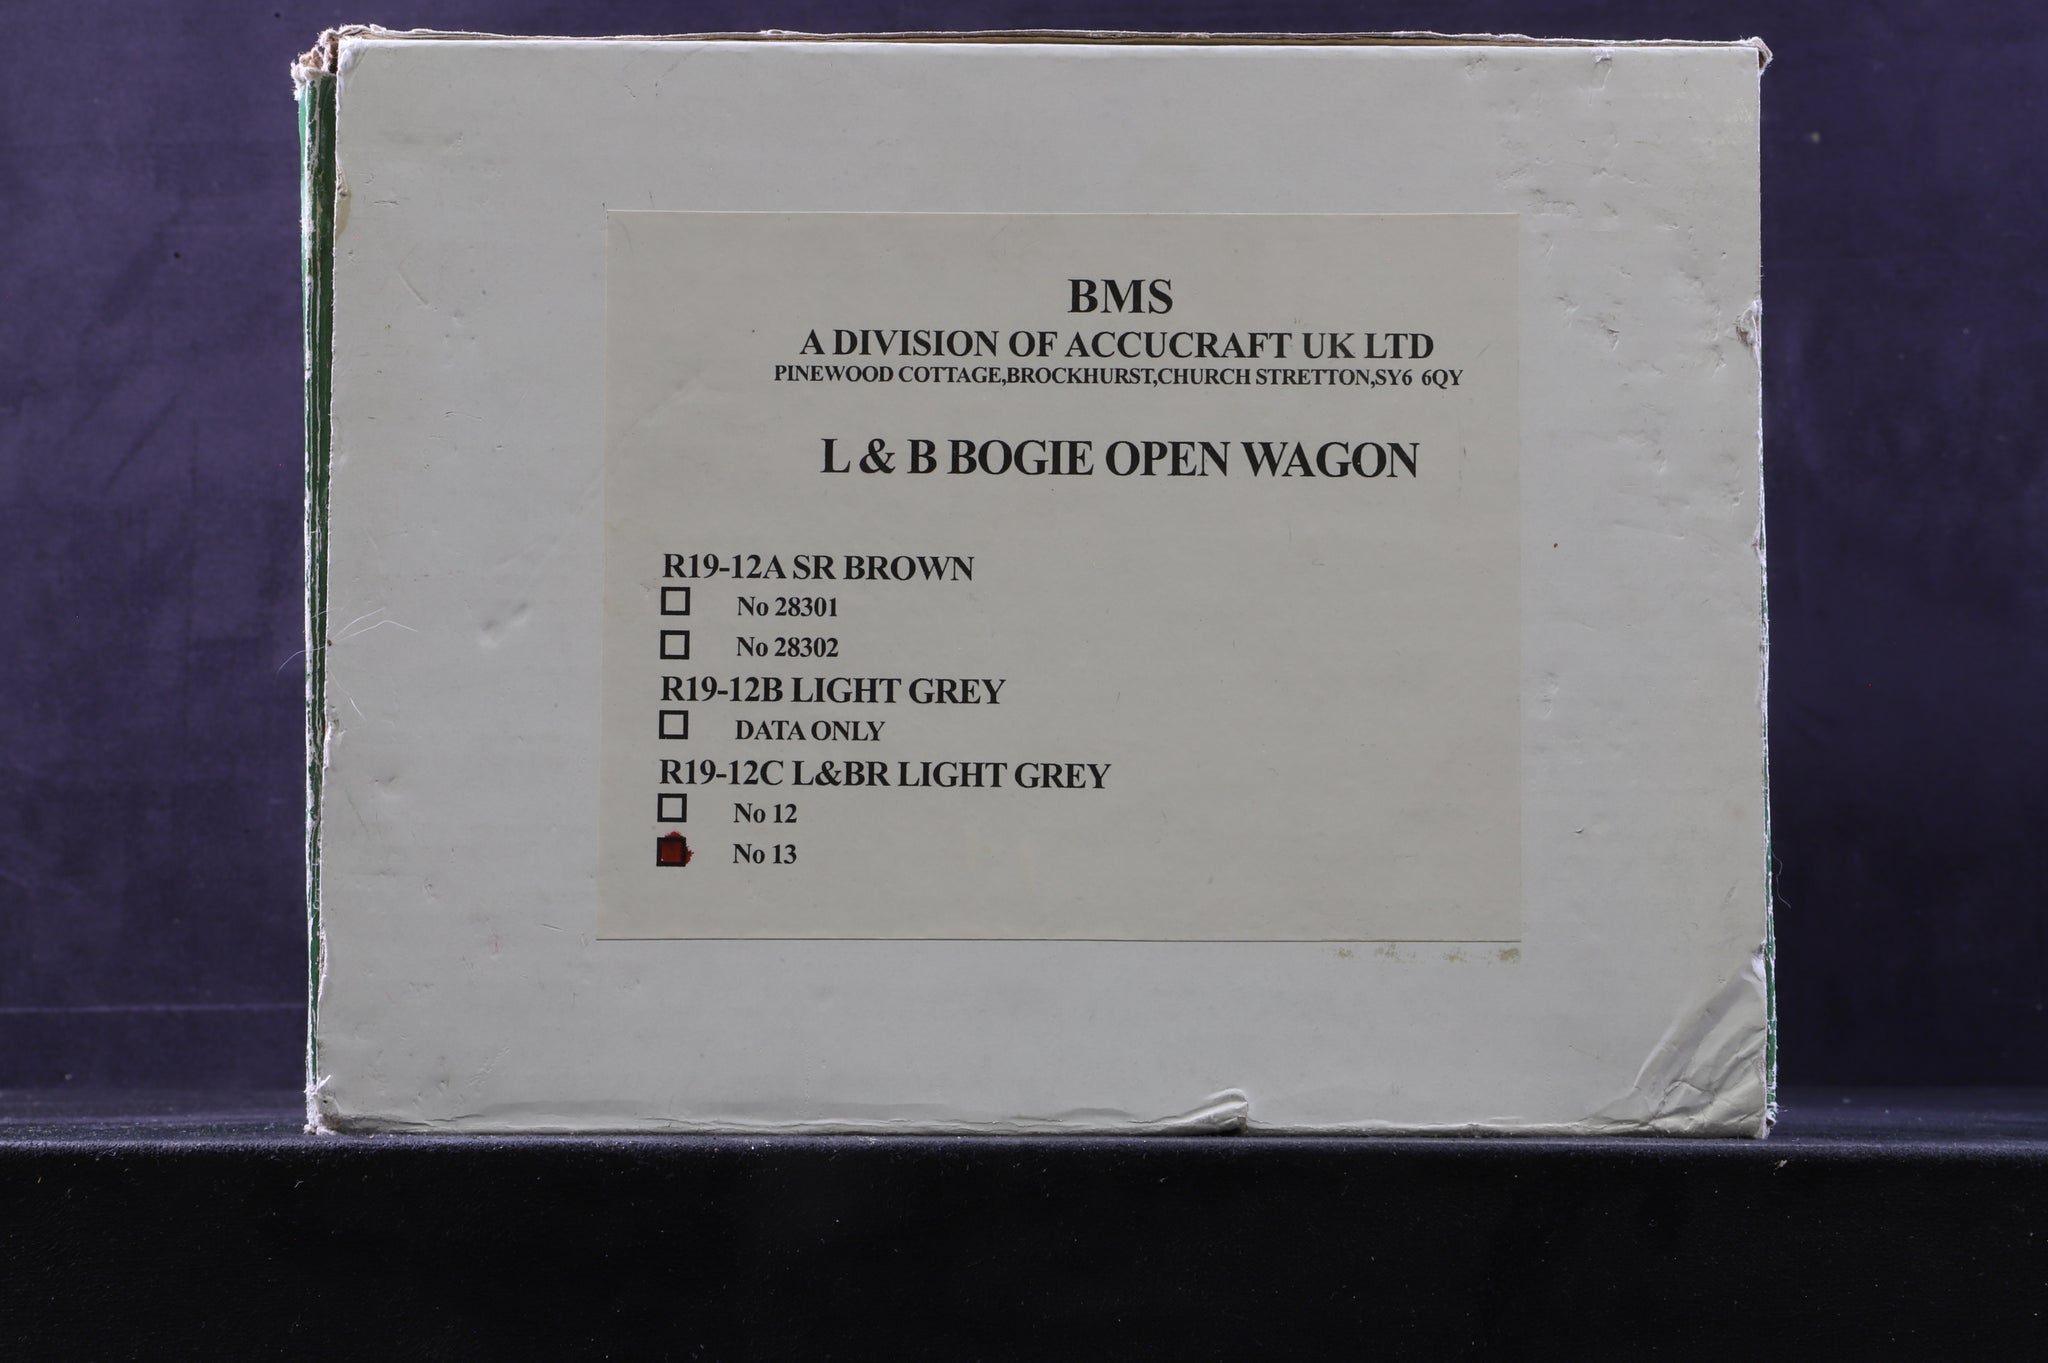 BMS
A DIVISION OF ACCUCRAFT UK LTD
PINEWOOD COTTAGE,BROCKHURST,CHURCH STRETTON,SY6 6QY
L & B BOGIE OPEN WAGON
R19-12A SR BROWN
No 28301
No 28302
R19-12B LIGHT GREY
DATA ONLY
R19-12C L&BR LIGHT GREY
No 12
No 13